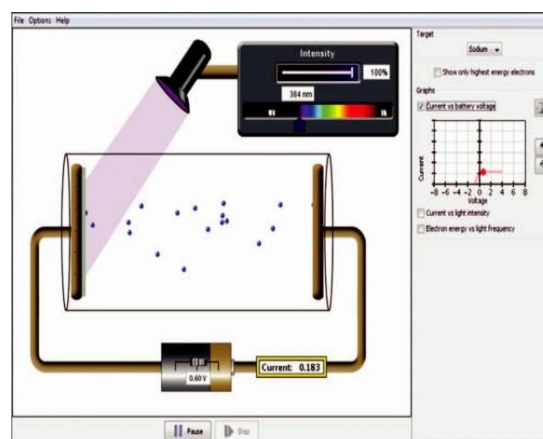 File Options Help
Intensity
100%
384 nm
UV
IR
0.60 V
Current: 0.183
Pause
Step
Target
Sodium
Show only highest energy electrons
Graphs
Current vs battery voltage
Current
-8 -6 -4 -2 0 2 4 6 8
Voltage
Current vs light intensity
Electron energy vs light frequency